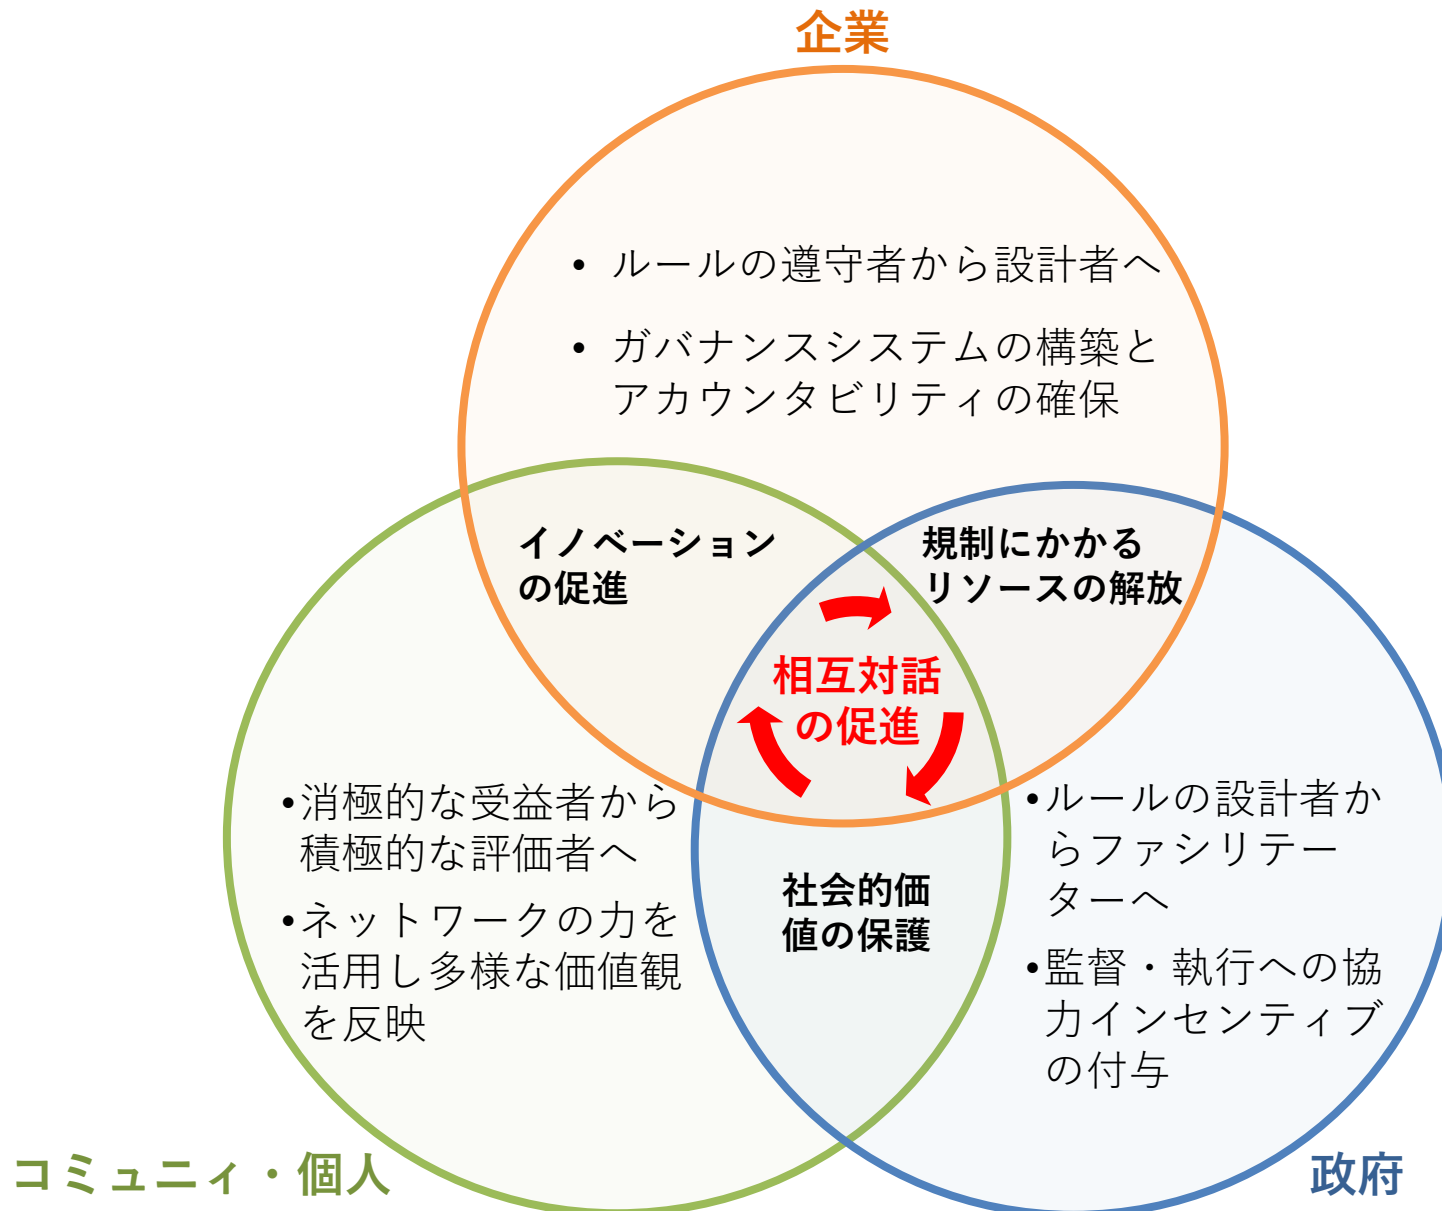 企業
• ルールの遵守者から設計者へ
• ガバナンスシステムの構築と
アカウンタビリティの確保
イノベーション
の促進
規制にかかる
リソースの解放
相互対話
の促進
•消極的な受益者から
積極的な評価者へ
•ネットワークの力を
活用し多様な価値観
を反映
社会的価
値の保護
•ルールの設計者か
らファシリテー
ターへ
•監督・執行への協
力インセンティブ
の付与
コミュニィ・個人
政府